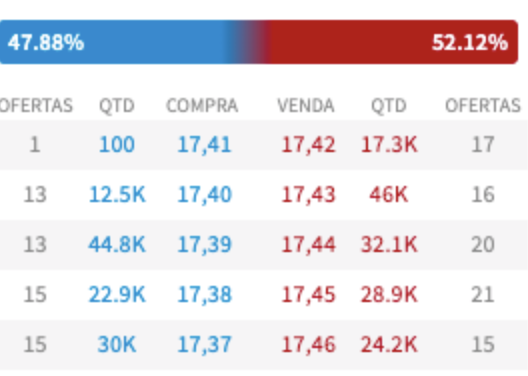 47.88% 52.12%
OFERTAS QTD COMPRA VENDA QTD OFERTAS
1 100 17,41 17,42 17.3K 17
13 12.5K 17,40 17,43 46K 16
13 44.8K 17,39 17,44 32.1K 20
15 22.9K 17,38 17,45 28.9K 21
15 30K 17,37 17,46 24.2K 15